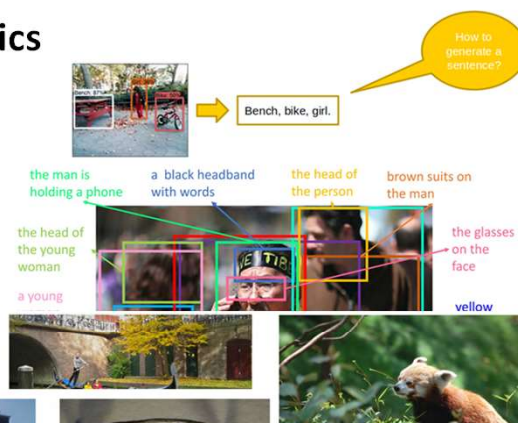 ics
How to
generate a
sentence?
Bench, bike, girl.
the man is
holding a phone
a black headband
with words
the head of
the person
brown suits on
the man
the head of
the young
woman
the glasses
on the
face
a young
yellow